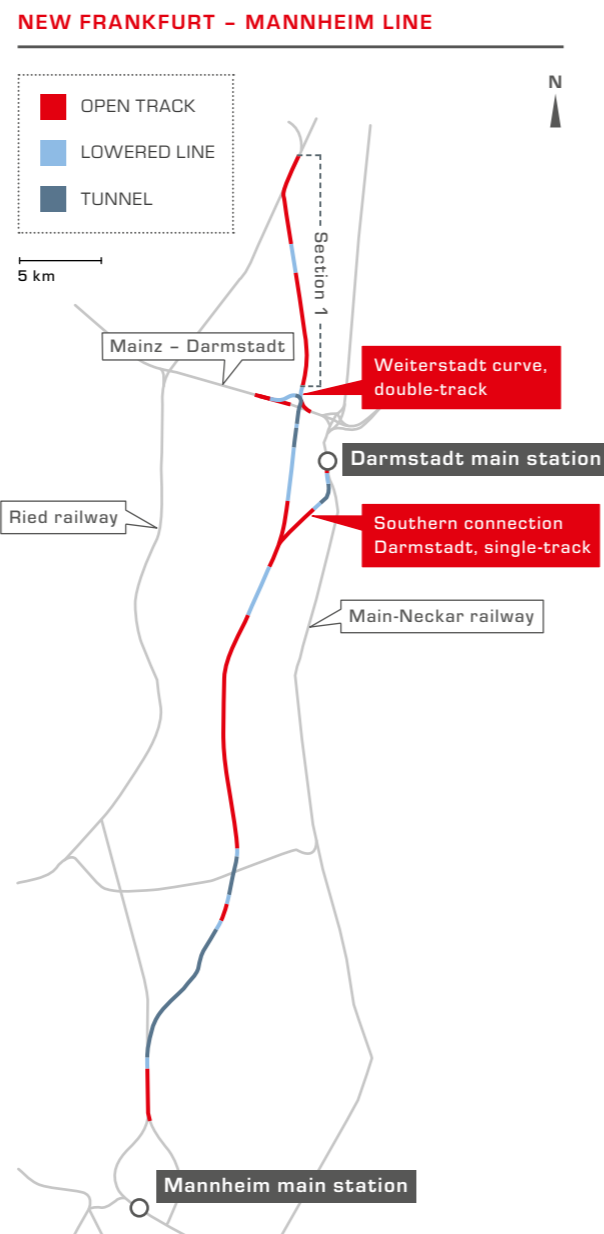 NEW FRANKFURT – MANNHEIM LINE
N
OPEN TRACK
LOWERED LINE
TUNNEL
5 km
Section 1
Mainz – Darmstadt
Weiterstadt curve,
double-track
Darmstadt main station
Ried railway
Southern connection
Darmstadt, single-track
Main-Neckar railway
Mannheim main station